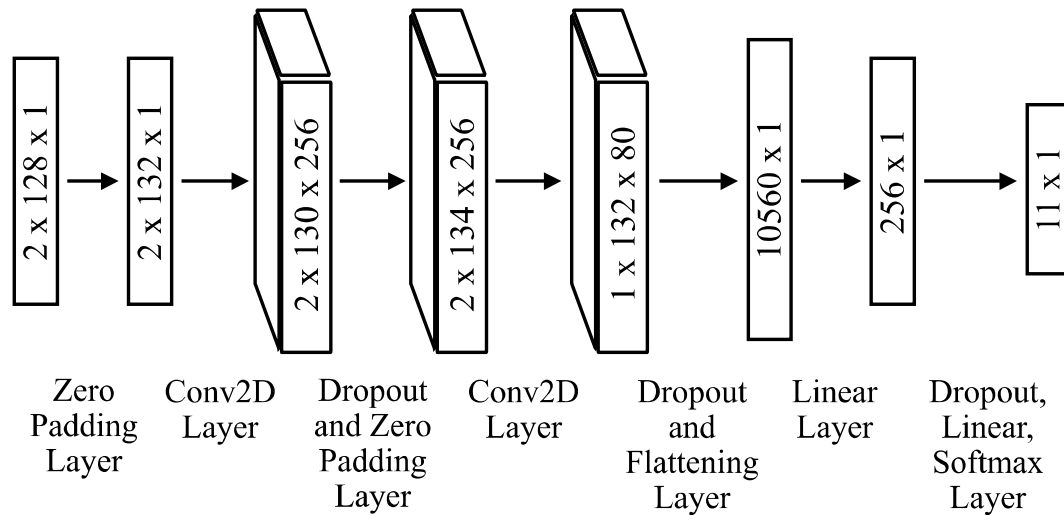 2 x 128 x 1
2 x 132 x 1
2 x 130 x 256
2 x 134 x 256
1 x 132 x 80
10560 x 1
256 x 1
11 x 1
Zero
Padding
Layer
Conv2D
Layer
Dropout
and Zero
Padding
Layer
Conv2D
Layer
Dropout
and
Flattening
Layer
Linear
Layer
Dropout,
Linear,
Softmax
Layer